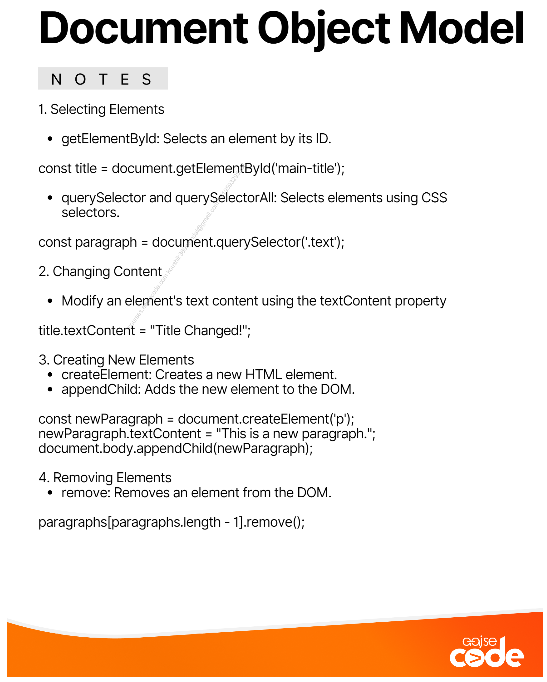 Document Object Model
NOTES
1. Selecting Elements
• getElementById: Selects an element by its ID.
const title = document.getElementById('main-title');
• querySelector and querySelectorAll: Selects elements using CSS
selectors.
const paragraph = document.querySelector('.text');
2. Changing Content
• Modify an element's text content using the textContent property
title.textContent = "Title Changed!";
3. Creating New Elements
• createElement: Creates a new HTML element.
• appendChild: Adds the new element to the DOM.
const newParagraph = document.createElement('p');
newParagraph.textContent = "This is a new paragraph.";
document.body.appendChild(newParagraph);
4. Removing Elements
• remove: Removes an element from the DOM.
paragraphs[paragraphs.length - 1].remove();
code